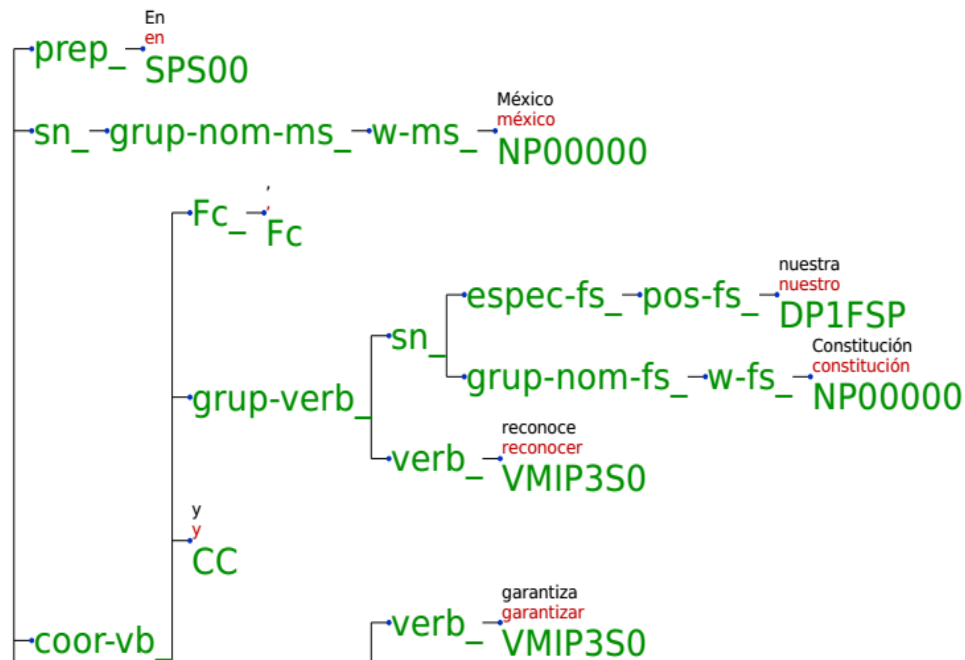 En
en
prep_ SPS00
México
méxico
sn_ grup-nom-ms_ w-ms_ NP00000
,
,
Fc_ Fc
nuestra
nuestro
espec-fs_ pos-fs_ DP1FSP
sn_
Constitución
constitución
grup-nom-fs_ w-fs_ NP00000
grup-verb_
reconoce
reconocer
verb_ VMIP3S0
y
y
CC
garantiza
garantizar
verb_ VMIP3S0
coor-vb_